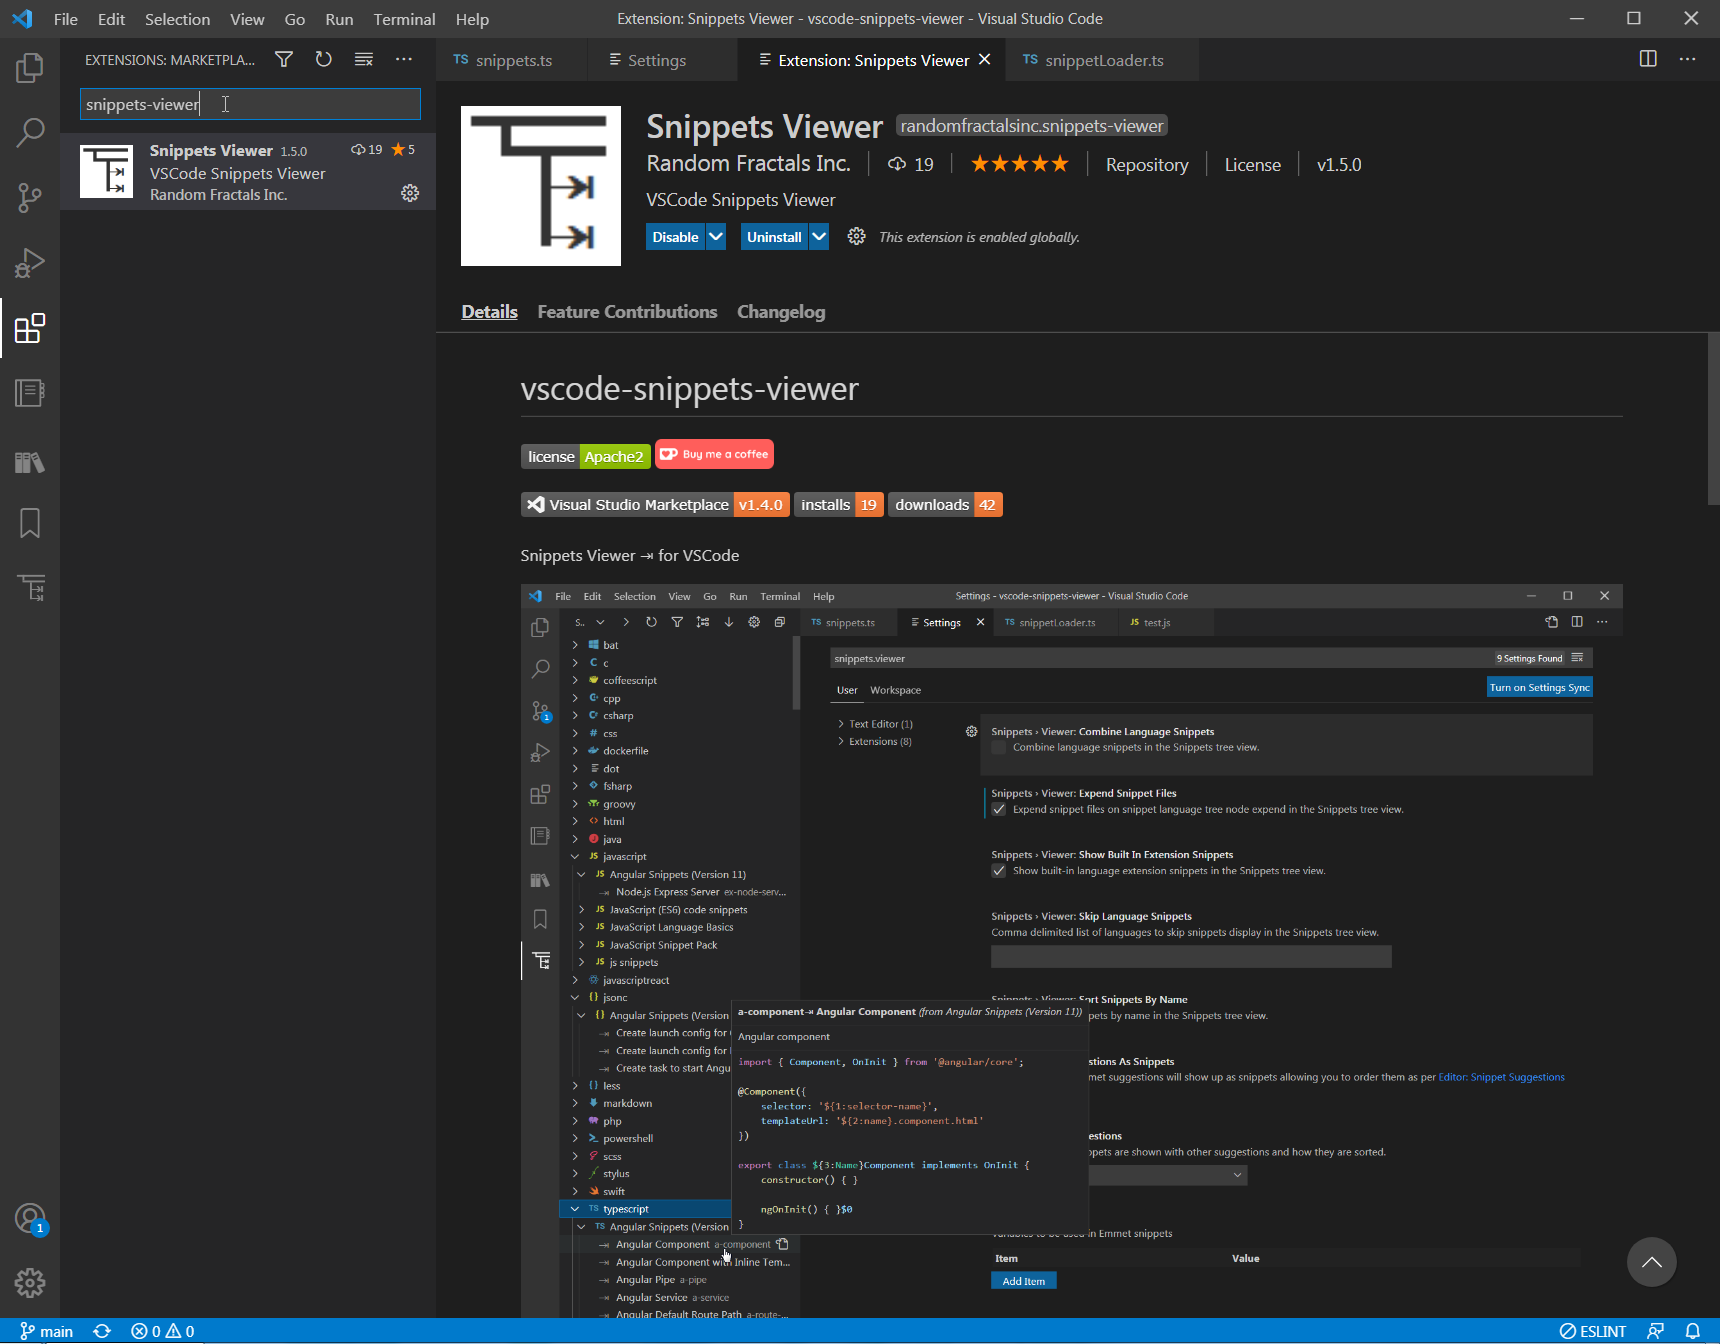 File Edit Selection View Go Run Terminal Help
Extension: Snippets Viewer - vscode-snippets-viewer - Visual Studio Code
EXTENSIONS: MARKETPLA...
snippets-viewer
Snippets Viewer 1.5.0 19 5
VSCode Snippets Viewer
Random Fractals Inc.
TS snippets.ts
Settings
Extension: Snippets Viewer
TS snippetLoader.ts
Snippets Viewer randomfractalsinc.snippets-viewer
Random Fractals Inc. 19 Repository License v1.5.0
VSCode Snippets Viewer
Disable Uninstall This extension is enabled globally.
Details Feature Contributions Changelog
vscode-snippets-viewer
license Apache2 Buy me a coffee
Visual Studio Marketplace v1.4.0 installs 19 downloads 42
Snippets Viewer ⇥ for VSCode
File Edit Selection View Go Run Terminal Help
Settings - vscode-snippets-viewer - Visual Studio Code
S..
TS snippets.ts
Settings
TS snippetLoader.ts
JS test.js
bat
C c
coffeescript
cpp
csharp
# css
dockerfile
dot
fsharp
groovy
html
java
JS javascript
JS Angular Snippets (Version 11)
Node.js Express Server ex-node-serv...
JS JavaScript (ES6) code snippets
JS JavaScript Language Basics
JS JavaScript Snippet Pack
JS js snippets
javascriptreact
{} jsonc
{} Angular Snippets (Version
Create launch config for
Create launch config for
Create task to start Angu
{} less
markdown
php
powershell
scss
stylus
swift
TS typescript
TS Angular Snippets (Version
Angular Component a-component
Angular Component with Inline Tem...
Angular Pipe a-pipe
Angular Service a-service
Angular Default Route Path a-route-...
snippets.viewer
9 Settings Found
User Workspace
Turn on Settings Sync
Text Editor (1)
Extensions (8)
Snippets › Viewer: Combine Language Snippets
Combine language snippets in the Snippets tree view.
Snippets › Viewer: Expend Snippet Files
Expend snippet files on snippet language tree node expend in the Snippets tree view.
Snippets › Viewer: Show Built In Extension Snippets
Show built-in language extension snippets in the Snippets tree view.
Snippets › Viewer: Skip Language Snippets
Comma delimited list of languages to skip snippets display in the Snippets tree view.
Snippets › Viewer: Sort Snippets By Name
pets by name in the Snippets tree view.
stions As Snippets
met suggestions will show up as snippets allowing you to order them as per Editor: Snippet Suggestions
estions
ppets are shown with other suggestions and how they are sorted.
Variables to be used in Emmet snippets
Item Value
Add Item
a-component⇥ Angular Component (from Angular Snippets (Version 11))
Angular component
import { Component, OnInit } from '@angular/core';
@Component({
selector: '${1:selector-name}',
templateUrl: '${2:name}.component.html'
})
export class ${3:Name}Component implements OnInit {
constructor() { }
ngOnInit() { }$0
}
1
1
main 0 0
ESLINT